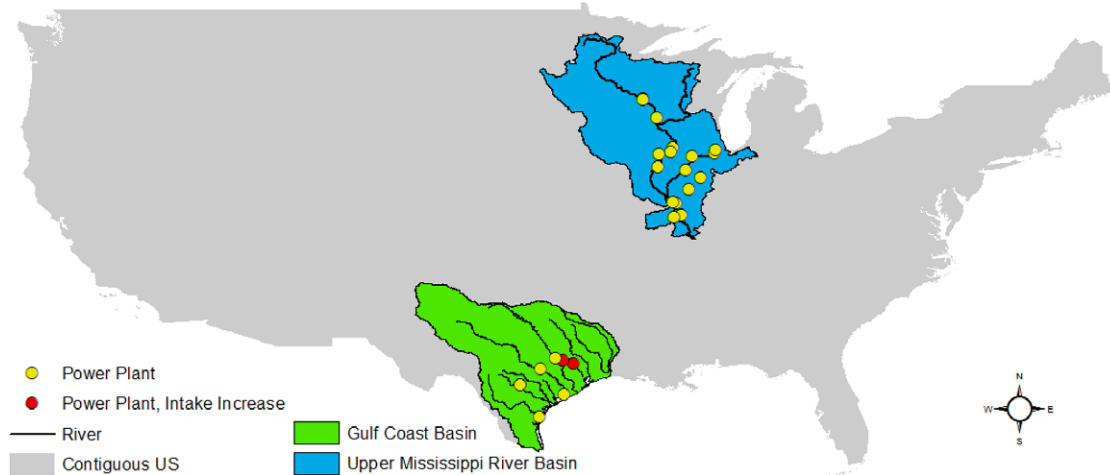 N
W E
S
Power Plant
Power Plant, Intake Increase
River
Gulf Coast Basin
Contiguous US
Upper Mississippi River Basin